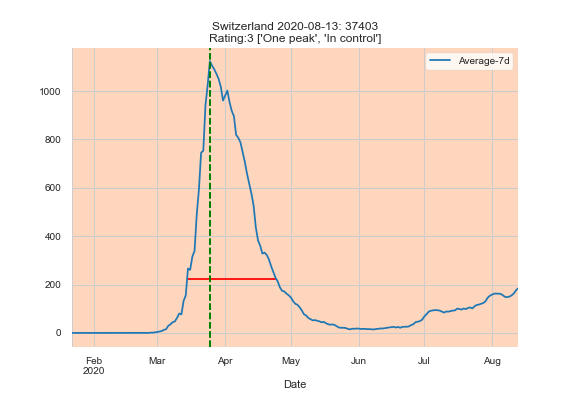 Switzerland 2020-08-13: 37403
Rating:3 ['One peak', 'In control']
Average-7d
1000
800
600
400
200
0
Feb Mar Apr May Jun Jul Aug
2020
Date